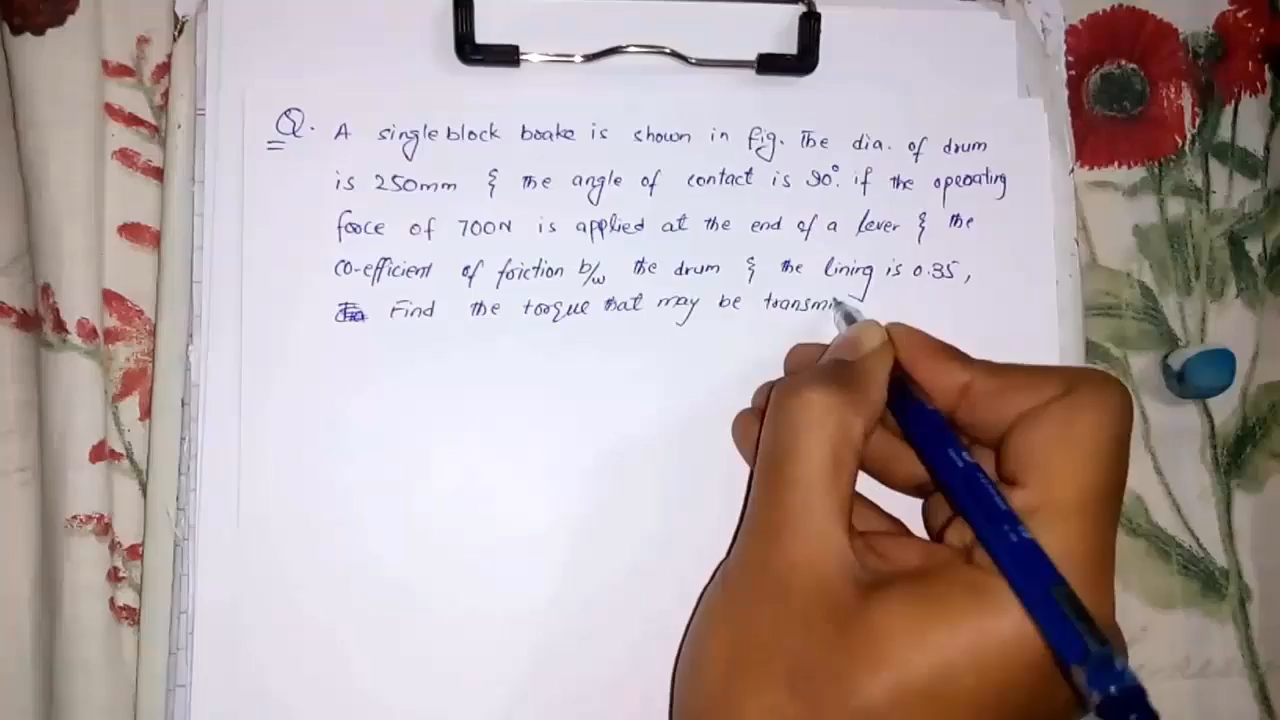 Q. A single block brake is shown in fig. The dia. of drum
is 250mm & the angle of contact is 90°. if the operating
force of 700N is applied at the end of a lever & the
co-efficient of friction b/w the drum & the lining is 0.35,
Find the torque that may be transmi